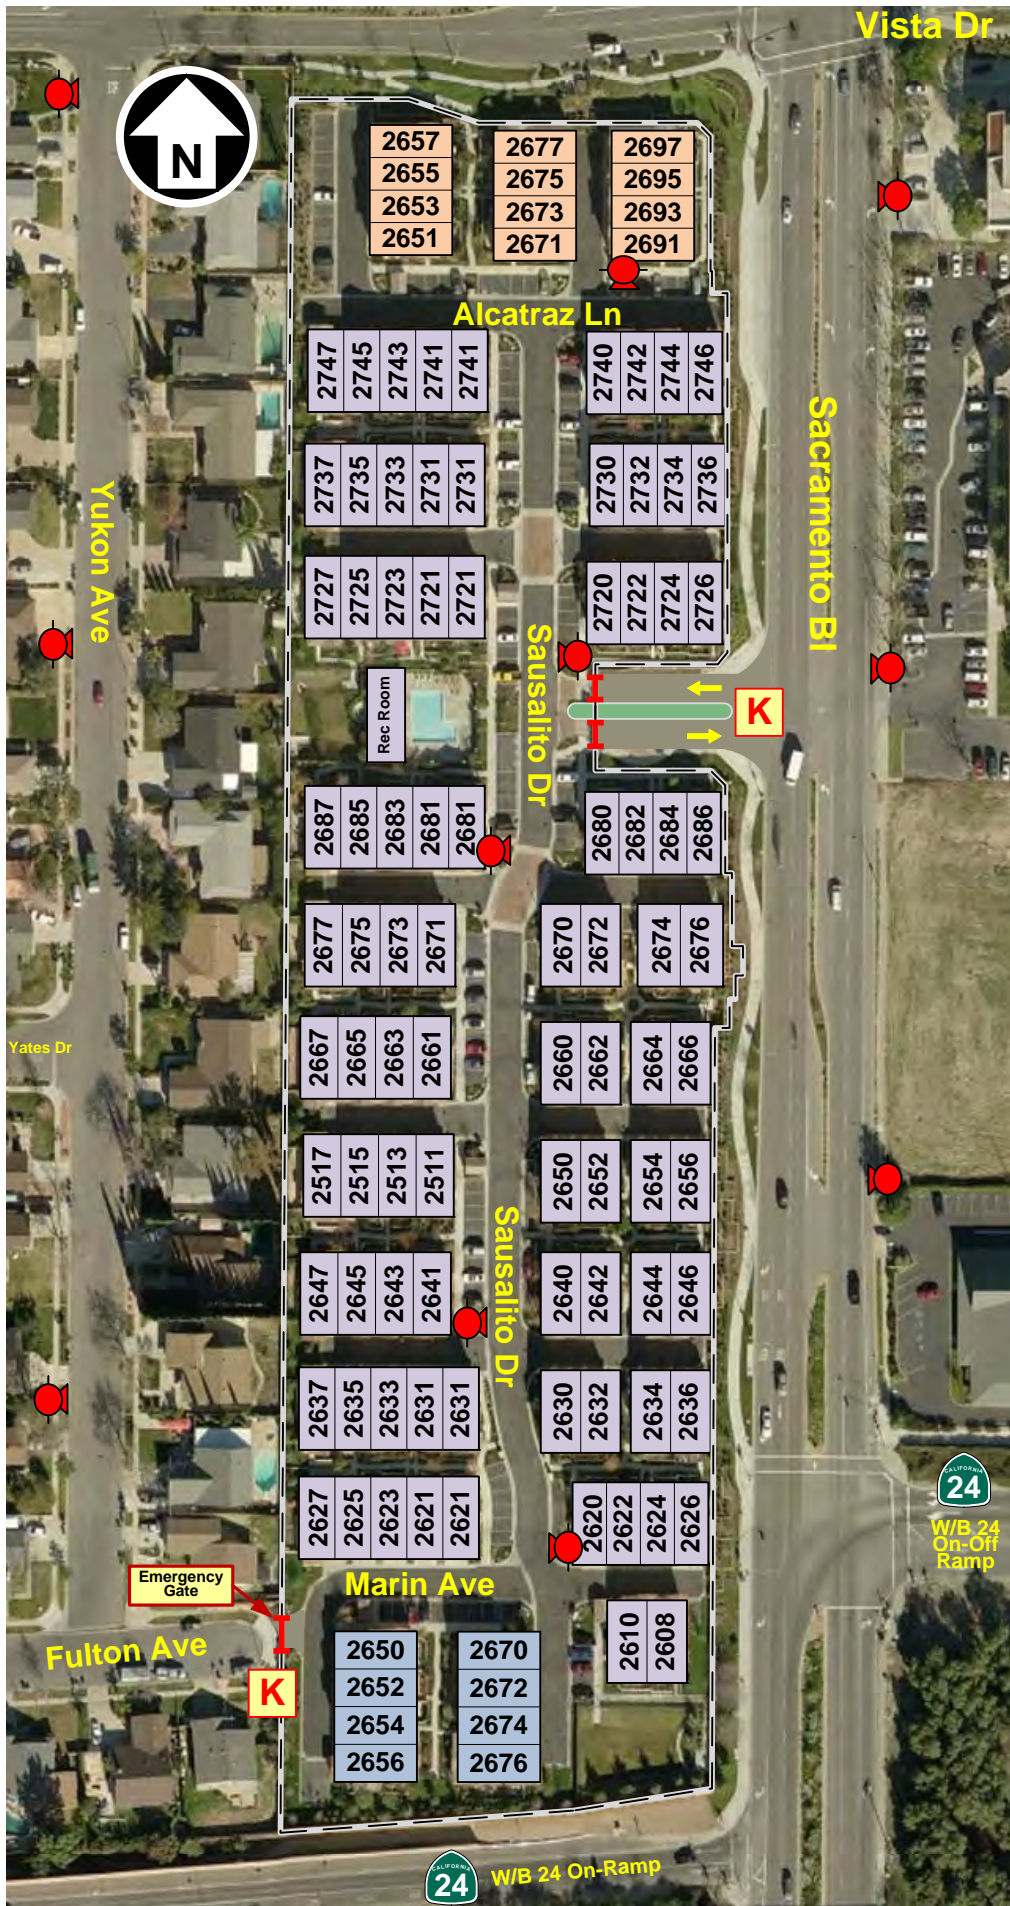 Vista Dr
N
2657
2655
2653
2651
2677
2675
2673
2671
2697
2695
2693
2691
Alcatraz Ln
2747 2745 2743 2741 2741
2740 2742 2744 2746
Yukon Ave
Sacramento Bl
2737 2735 2733 2731 2731
2730 2732 2734 2736
2727 2725 2723 2721 2721
2720 2722 2724 2726
Sausalito Dr
Rec Room
K
2687 2685 2683 2681 2681
2680 2682 2684 2686
2677 2675 2673 2671
2670 2672
2674 2676
Yates Dr
2667 2665 2663 2661
2660 2662
2664 2666
2517 2515 2513 2511
2650 2652
2654 2656
Sausalito Dr
2647 2645 2643 2641
2640 2642
2644 2646
2637 2635 2633 2631 2631
2630 2632
2634 2636
CALIFORNIA
24
W/B 24
On-Off
Ramp
2627 2625 2623 2621 2621
2620 2622 2624 2626
Emergency
Gate
Marin Ave
2610 2608
Fulton Ave
K
2650
2652
2654
2656
2670
2672
2674
2676
CALIFORNIA
24
W/B 24 On-Ramp